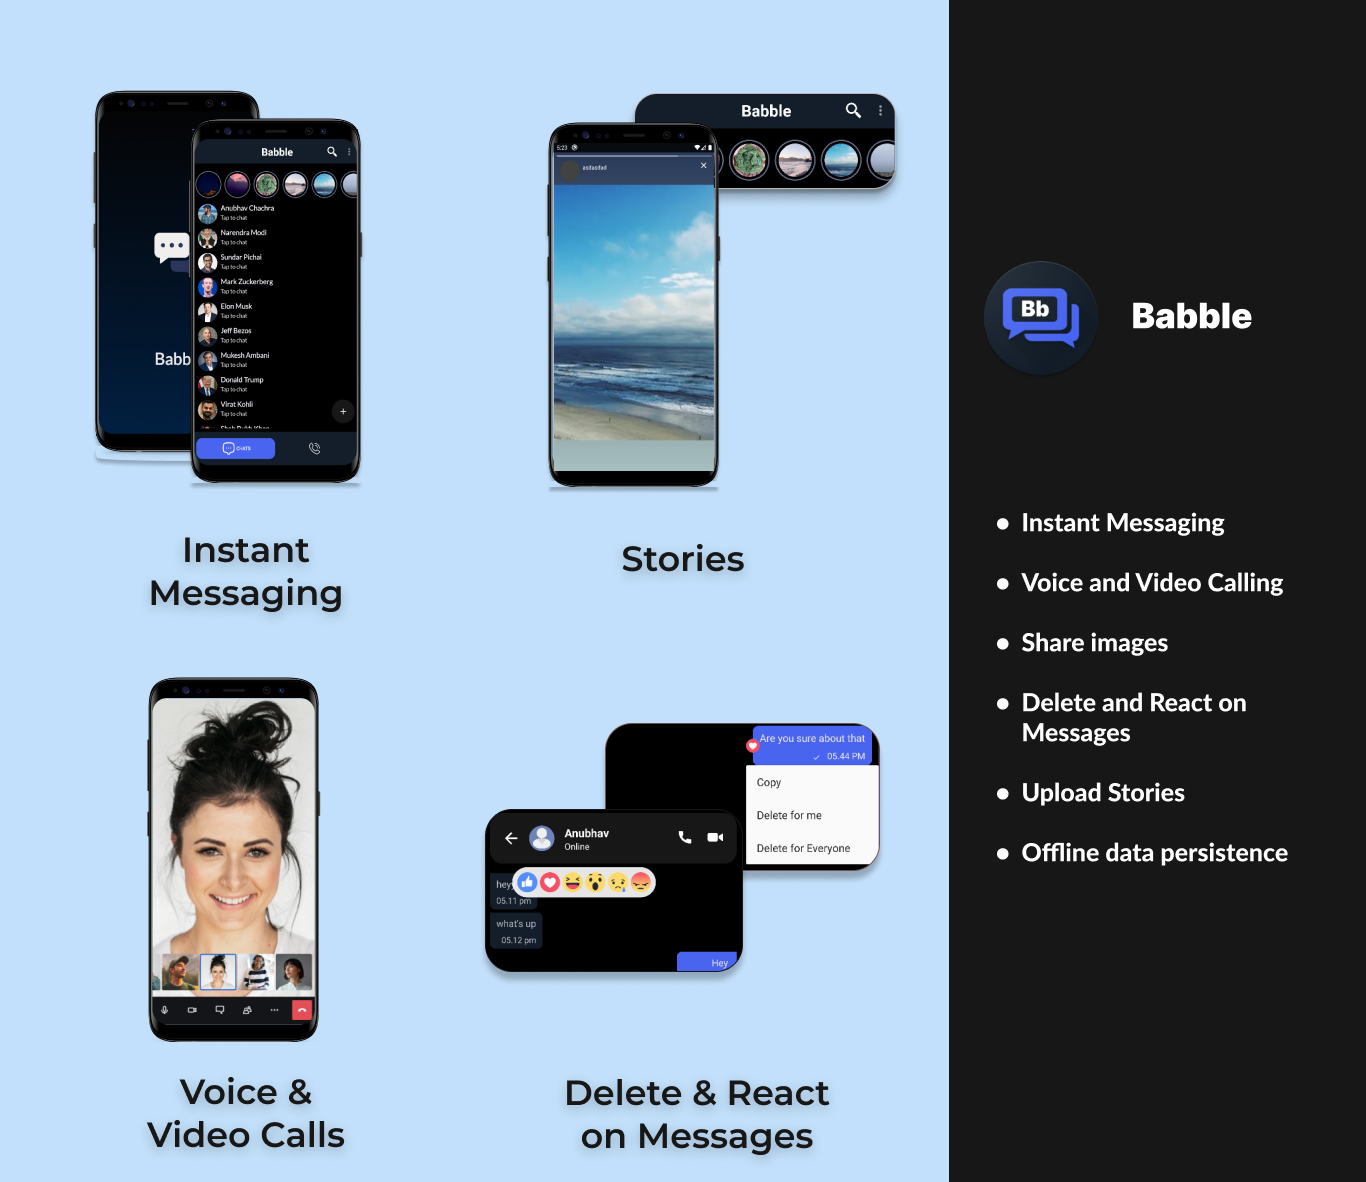 Babb
Babble
Anubhav Chachra
Tap to chat
Narendra Modi
Tap to chat
Sundar Pichai
Tap to chat
Mark Zuckerberg
Tap to chat
Elon Musk
Tap to chat
Jeff Bezos
Tap to chat
Mukesh Ambani
Tap to chat
Donald Trump
Tap to chat
Virat Kohli
Tap to chat
CHATS
Instant
Messaging
Babble
5:23
asdasdad
Stories
Voice &
Video Calls
Are you sure about that
05.44 PM
Copy
Delete for me
Delete for Everyone
Anubhav
Online
hey
05.11 pm
what's up
05.12 pm
Hey
Delete & React
on Messages
Bb
Babble
• Instant Messaging
• Voice and Video Calling
• Share images
• Delete and React on
Messages
• Upload Stories
• Offline data persistence